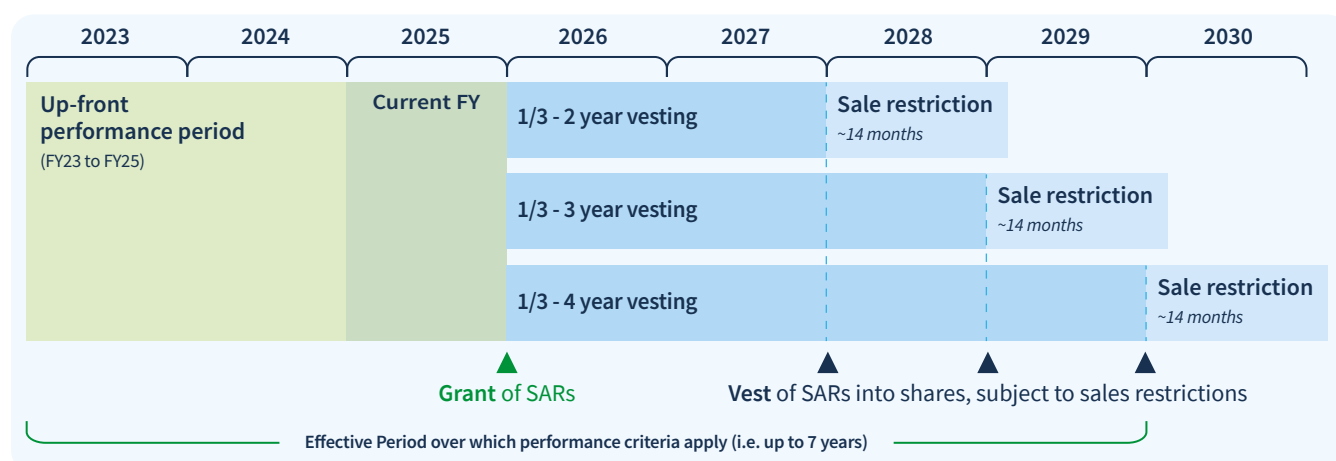 2023 2024 2025 2026 2027 2028 2029 2030
Up-front
performance period
(FY23 to FY25)
Current FY
1/3 - 2 year vesting
Sale restriction
~14 months
1/3 - 3 year vesting
Sale restriction
~14 months
1/3 - 4 year vesting
Sale restriction
~14 months
Grant of SARs
Vest of SARs into shares, subject to sales restrictions
Effective Period over which performance criteria apply (i.e. up to 7 years)